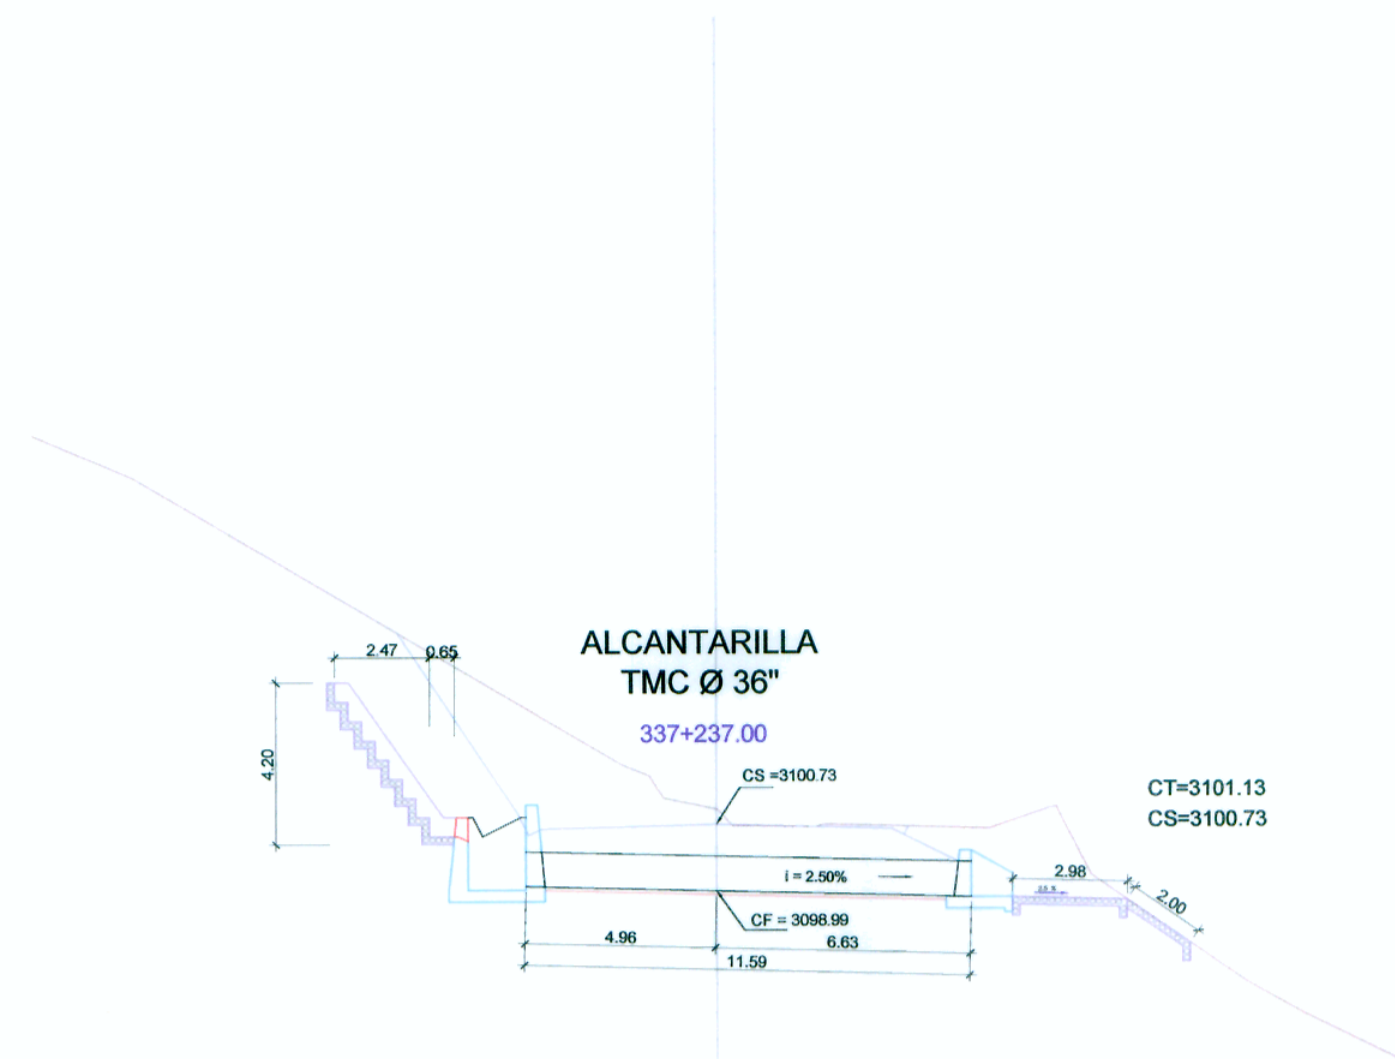 2.47
0.65
ALCANTARILLA
TMC Ø 36"
337+237.00
4.20
CS =3100.73
CT=3101.13
CS=3100.73
i = 2.50%
2.98
2.00
CF = 3098.99
4.96
6.63
11.59